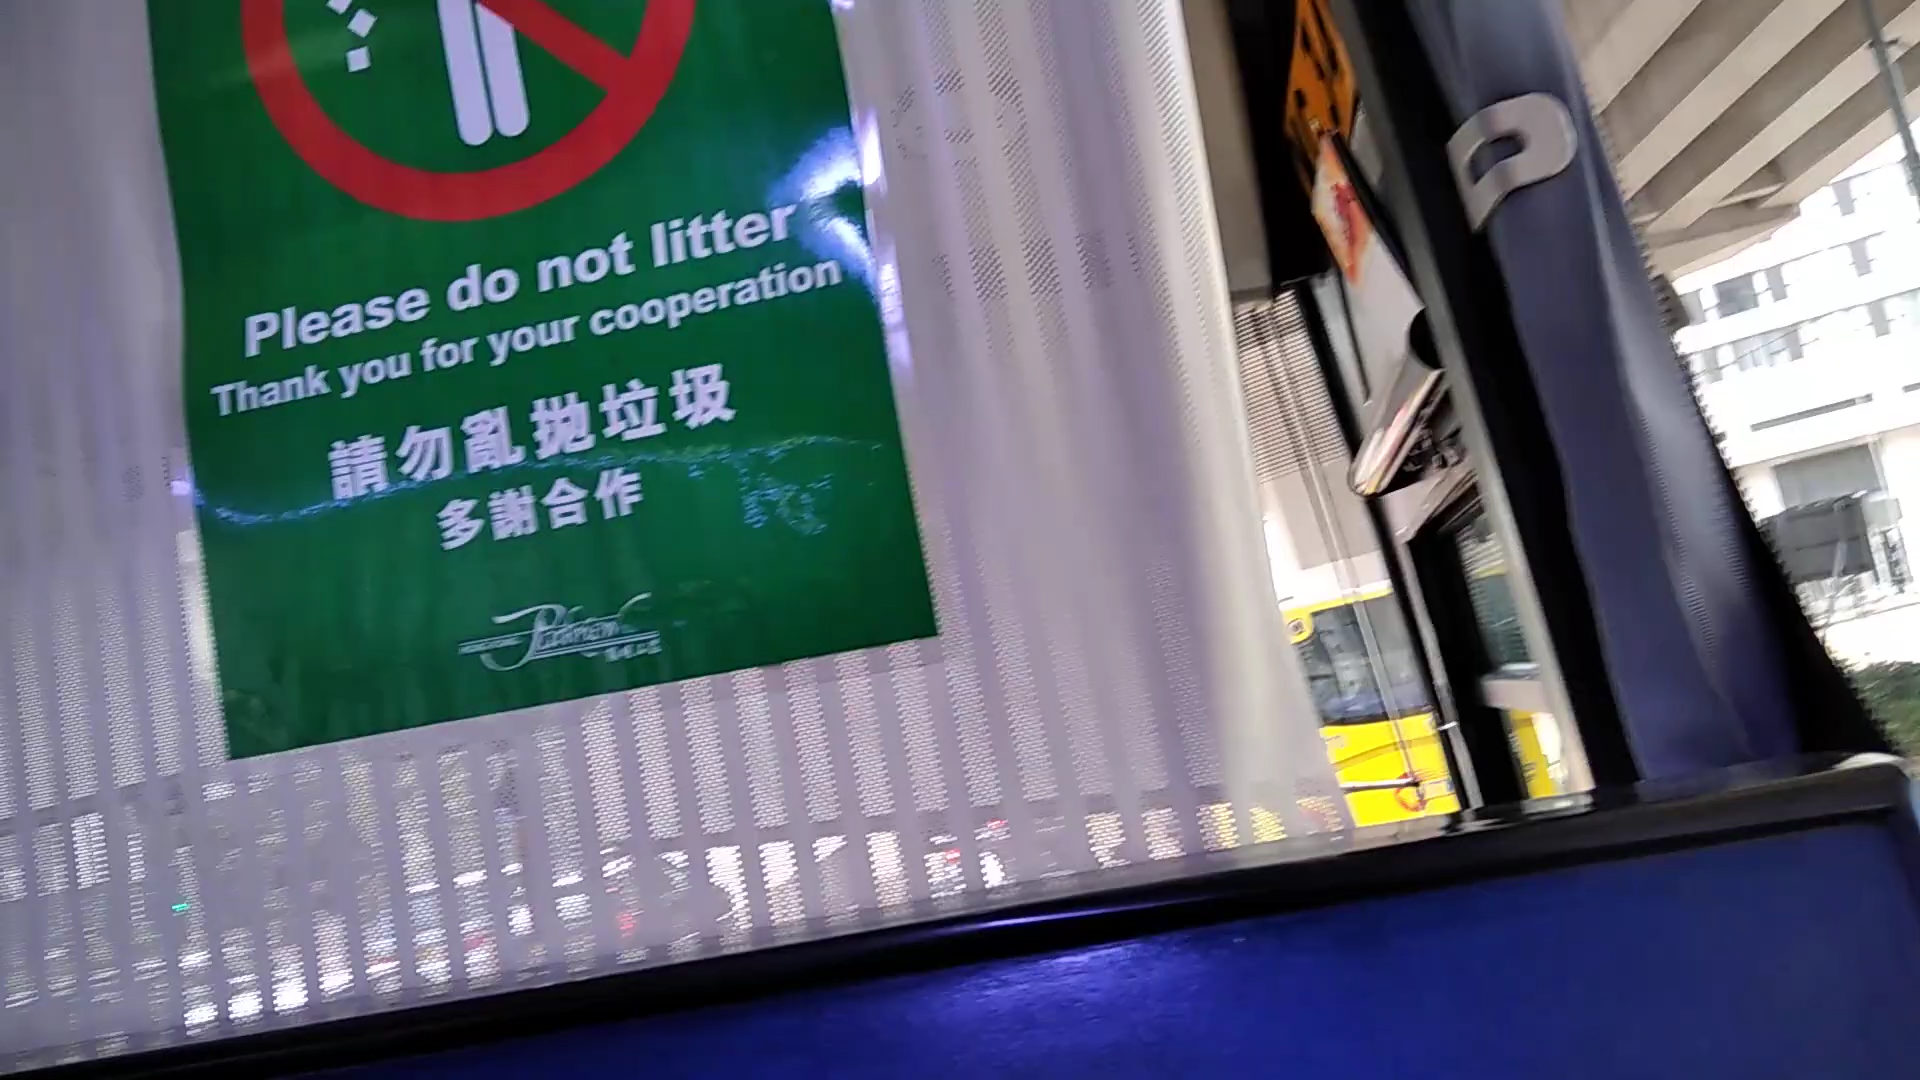 Please do not litter
Thank you for your cooperation
請勿亂拋垃圾
多謝合作